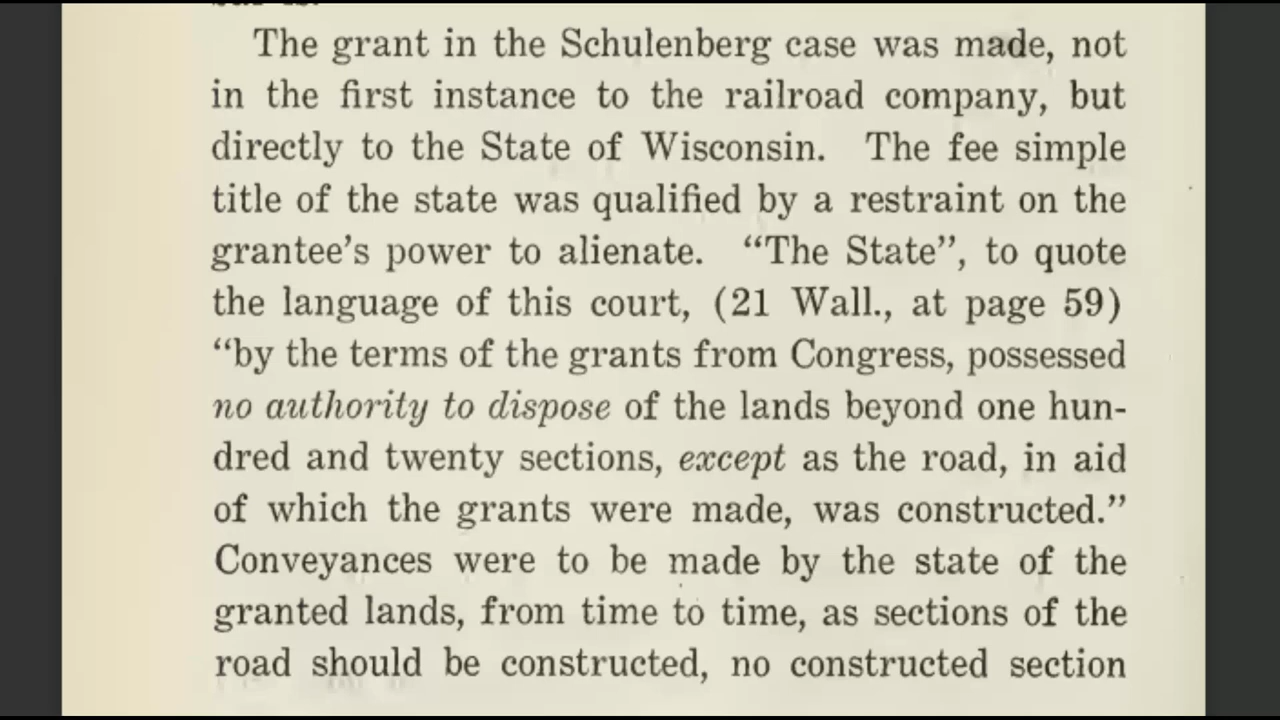 The grant in the Schulenberg case was made, not
in the first instance to the railroad company, but
directly to the State of Wisconsin. The fee simple
title of the state was qualified by a restraint on the
grantee's power to alienate. “The State”, to quote
the language of this court, (21 Wall., at page 59)
“by the terms of the grants from Congress, possessed
no authority to dispose of the lands beyond one hun-
dred and twenty sections, except as the road, in aid
of which the grants were made, was constructed.”
Conveyances were to be made by the state of the
granted lands, from time to time, as sections of the
road should be constructed, no constructed section